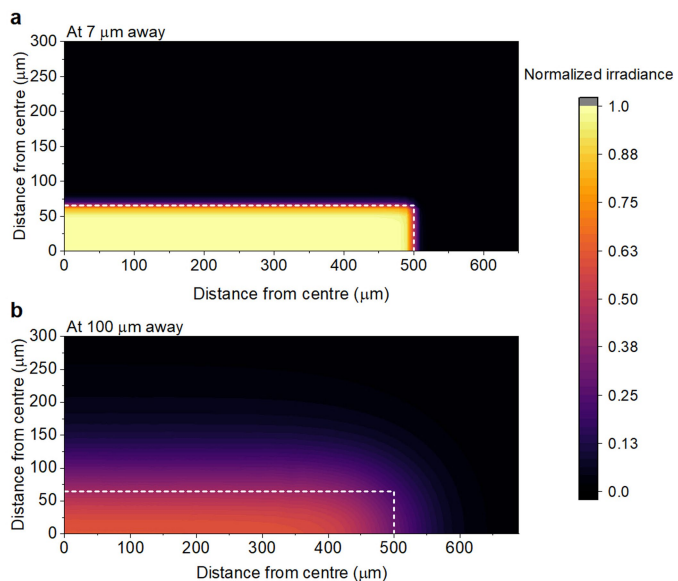 a
At 7 μm away
300
250
200
150
100
50
0
Distance from centre (μm)
0 100 200 300 400 500 600
Distance from centre (μm)
Normalized irradiance
1.0
0.88
0.75
0.63
0.50
0.38
0.25
0.13
0.0
b
At 100 μm away
300
250
200
150
100
50
0
Distance from centre (μm)
0 100 200 300 400 500 600
Distance from centre (μm)